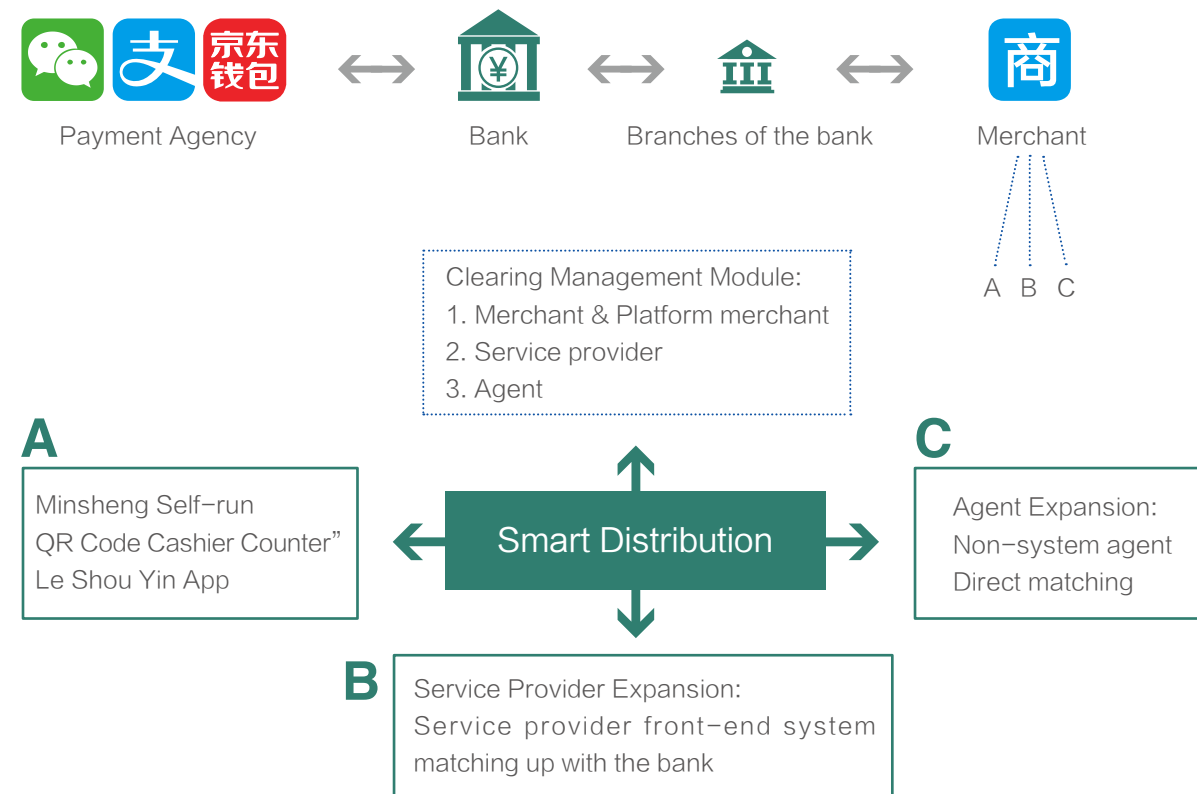 支
京东
钱包
¥
商
Payment Agency
Bank
Branches of the bank
Merchant
A B C
Clearing Management Module:
1. Merchant & Platform merchant
2. Service provider
3. Agent
A
Minsheng Self-run
QR Code Cashier Counter”
Le Shou Yin App
Smart Distribution
C
Agent Expansion:
Non-system agent
Direct matching
B
Service Provider Expansion:
Service provider front-end system
matching up with the bank